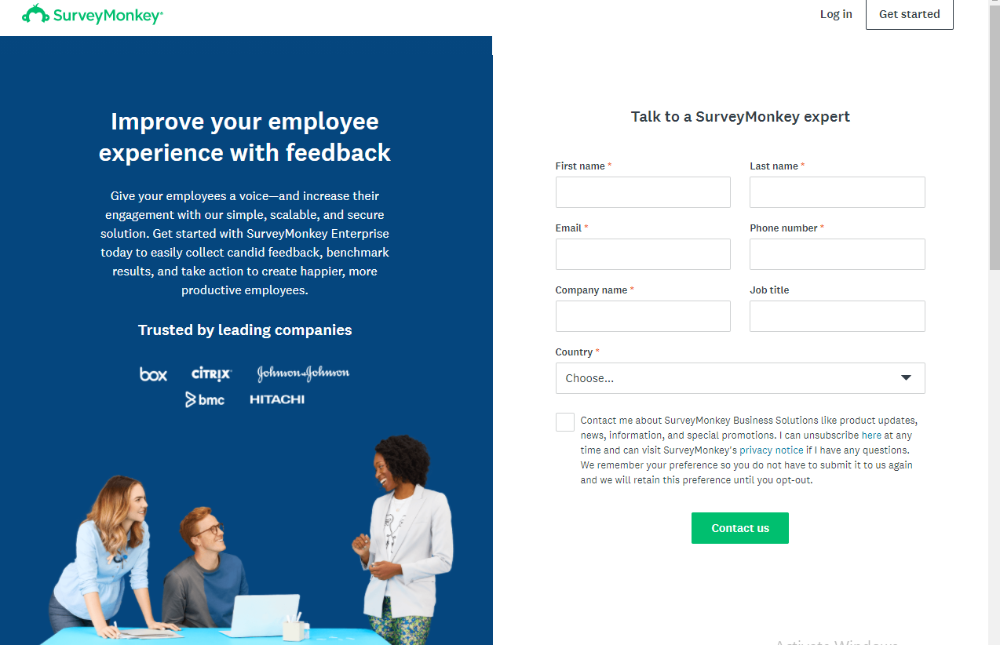 SurveyMonkey®
Log in
Get started
Improve your employee
experience with feedback
Give your employees a voice—and increase their
engagement with our simple, scalable, and secure
solution. Get started with SurveyMonkey Enterprise
today to easily collect candid feedback, benchmark
results, and take action to create happier, more
productive employees.
Trusted by leading companies
box
CITRIX
Johnson & Johnson
bmc
HITACHI
Talk to a SurveyMonkey expert
First name *
Last name *
Email *
Phone number *
Company name *
Job title
Country *
Choose...
Contact me about SurveyMonkey Business Solutions like product updates,
news, information, and special promotions. I can unsubscribe here at any
time and can visit SurveyMonkey's privacy notice if I have any questions.
We remember your preference so you do not have to submit it to us again
and we will retain this preference until you opt-out.
Contact us
Activate Windows